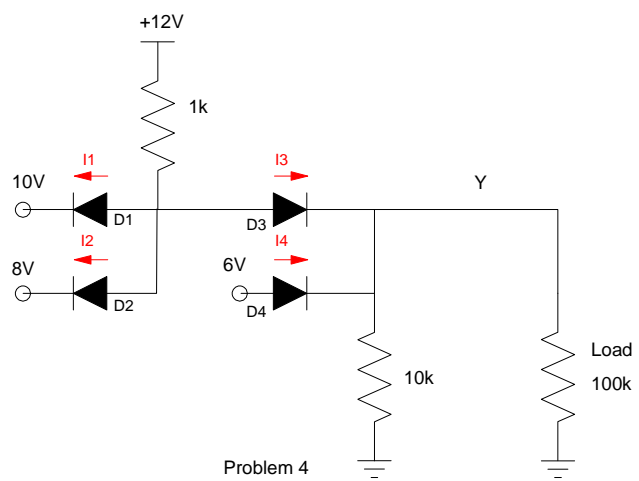 +12V
1k
I1
I3
10V
Y
D1
D3
I2
I4
8V
6V
D2
D4
Load
10k
100k
Problem 4